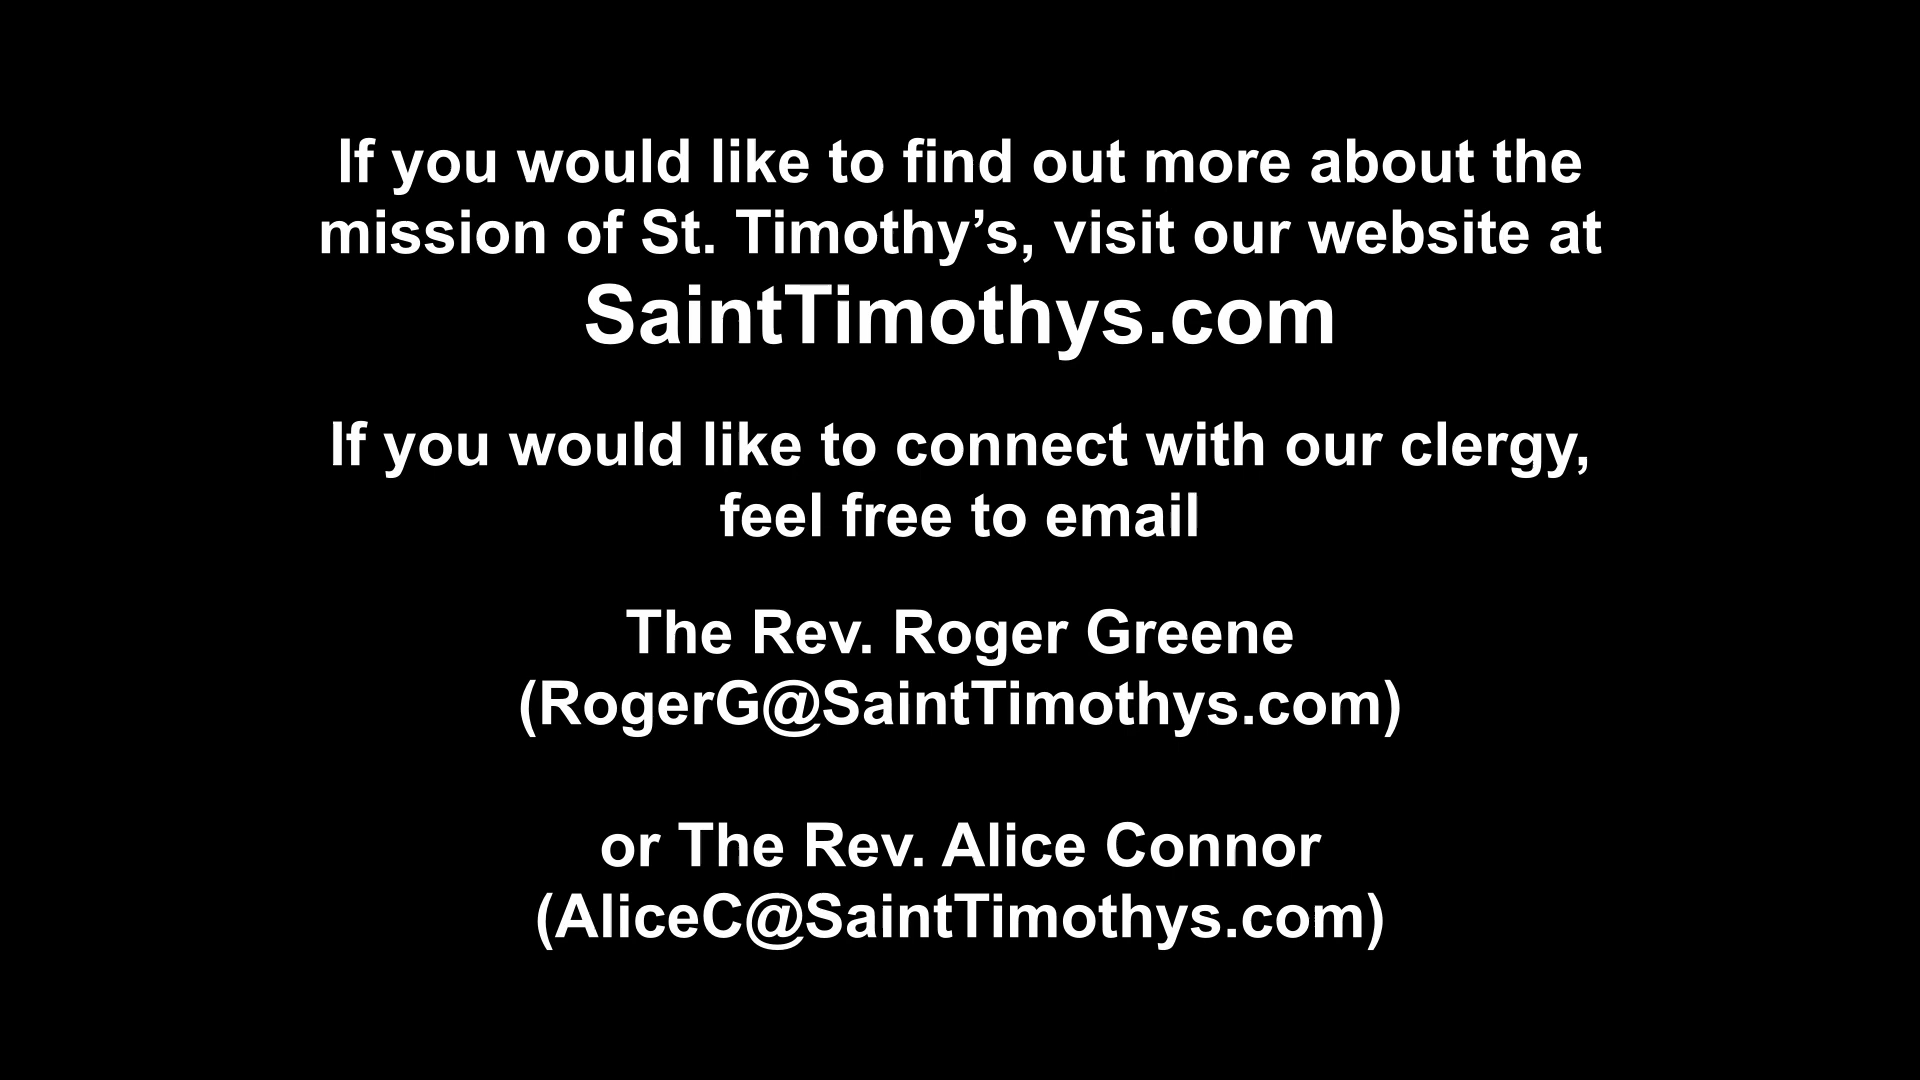 If you would like to find out more about the
mission of St. Timothy’s, visit our website at
SaintTimothys.com
If you would like to connect with our clergy,
feel free to email
The Rev. Roger Greene
(RogerG@SaintTimothys.com)
or The Rev. Alice Connor
(AliceC@SaintTimothys.com)